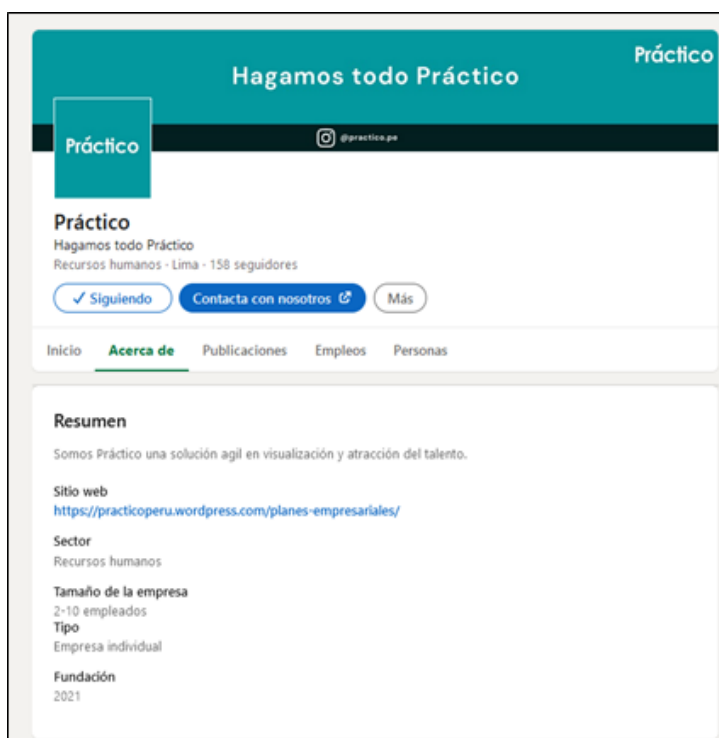 Práctico
Hagamos todo Práctico
@practico.pe
Práctico
Práctico
Hagamos todo Práctico
Recursos humanos · Lima · 158 seguidores
✓ Siguiendo Contacta con nosotros Más
Inicio Acerca de Publicaciones Empleos Personas
Resumen
Somos Práctico una solución agil en visualización y atracción del talento.
Sitio web
https://practicoperu.wordpress.com/planes-empresariales/
Sector
Recursos humanos
Tamaño de la empresa
2-10 empleados
Tipo
Empresa individual
Fundación
2021